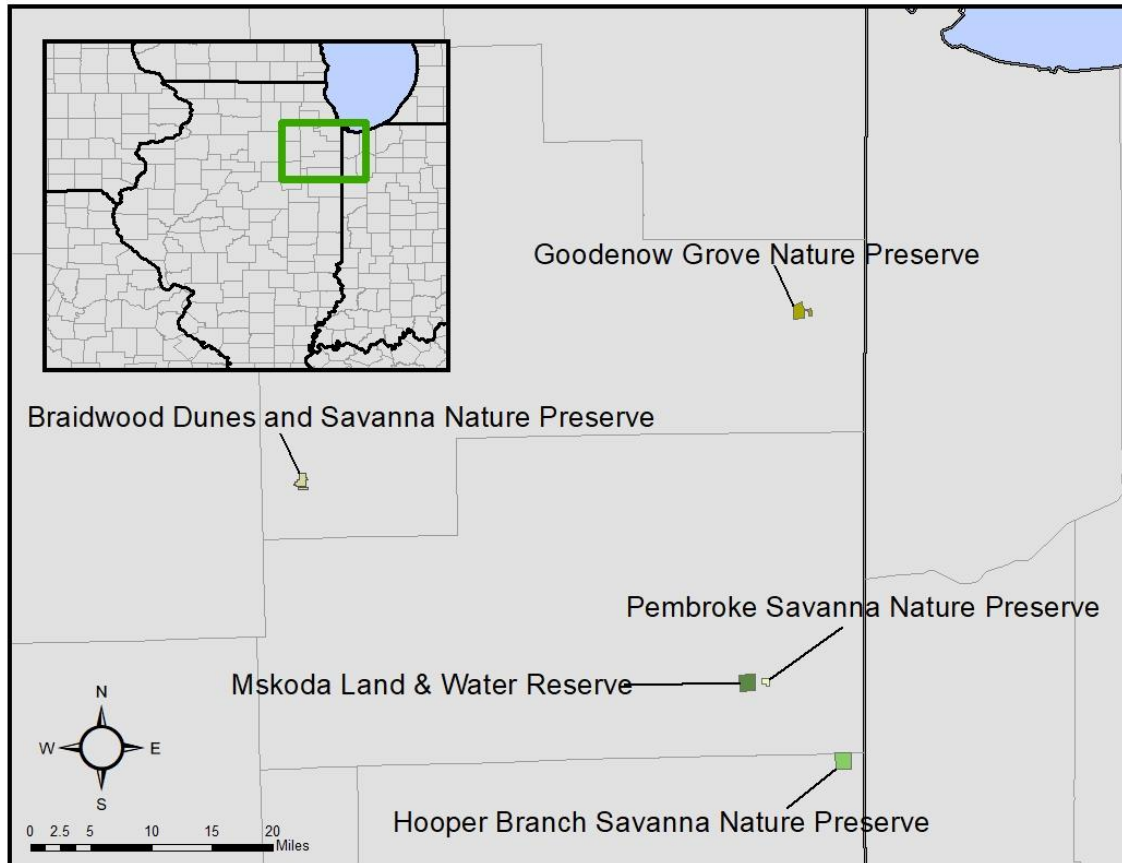 Goodenow Grove Nature Preserve
Braidwood Dunes and Savanna Nature Preserve
Pembroke Savanna Nature Preserve
Mskoda Land & Water Reserve
N
W E
S
Hooper Branch Savanna Nature Preserve
0 2.5 5 10 15 20
Miles